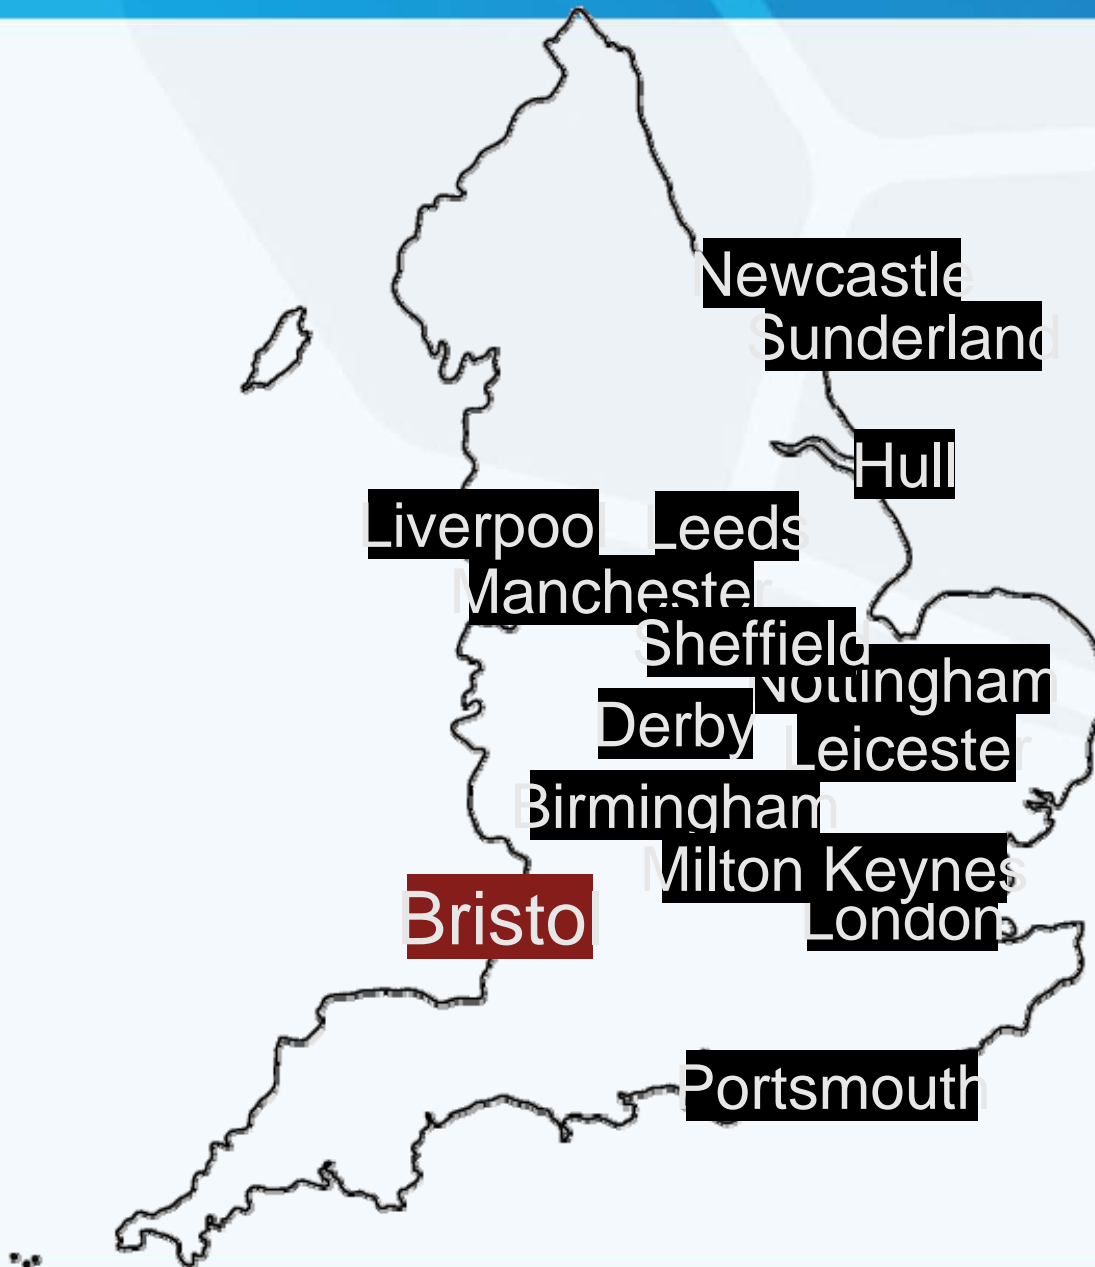 Newcastle
Sunderland
Hull
Liverpool
Leeds
Manchester
Sheffield
Nottingham
Derby
Leicester
Birmingham
Milton Keynes
Bristol
London
Portsmouth